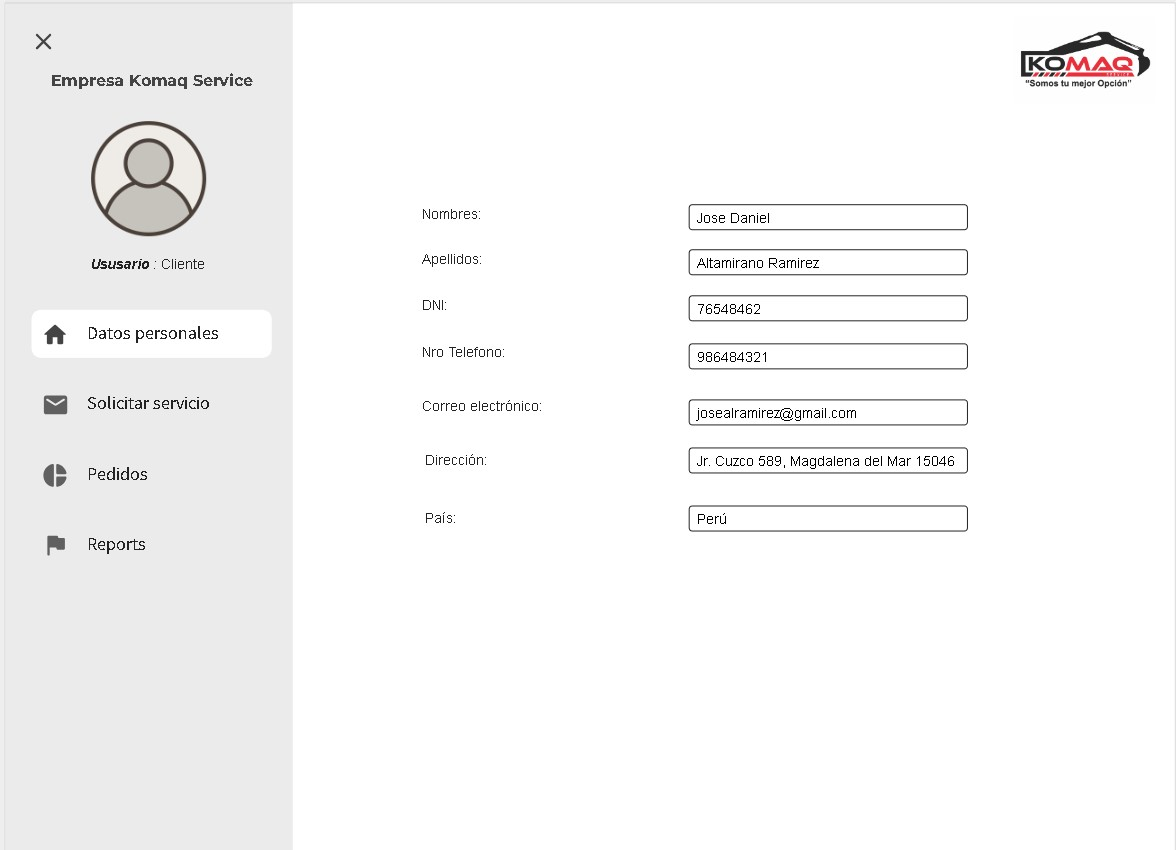 Empresa Komaq Service
Ususario : Cliente
Datos personales
Solicitar servicio
Pedidos
Reports
KOMAQ
SERVICE
"Somos tu mejor Opción"
Nombres: Jose Daniel
Apellidos: Altamirano Ramirez
DNI: 76548462
Nro Telefono: 986484321
Correo electrónico: josealramirez@gmail.com
Dirección: Jr. Cuzco 589, Magdalena del Mar 15046
País: Perú